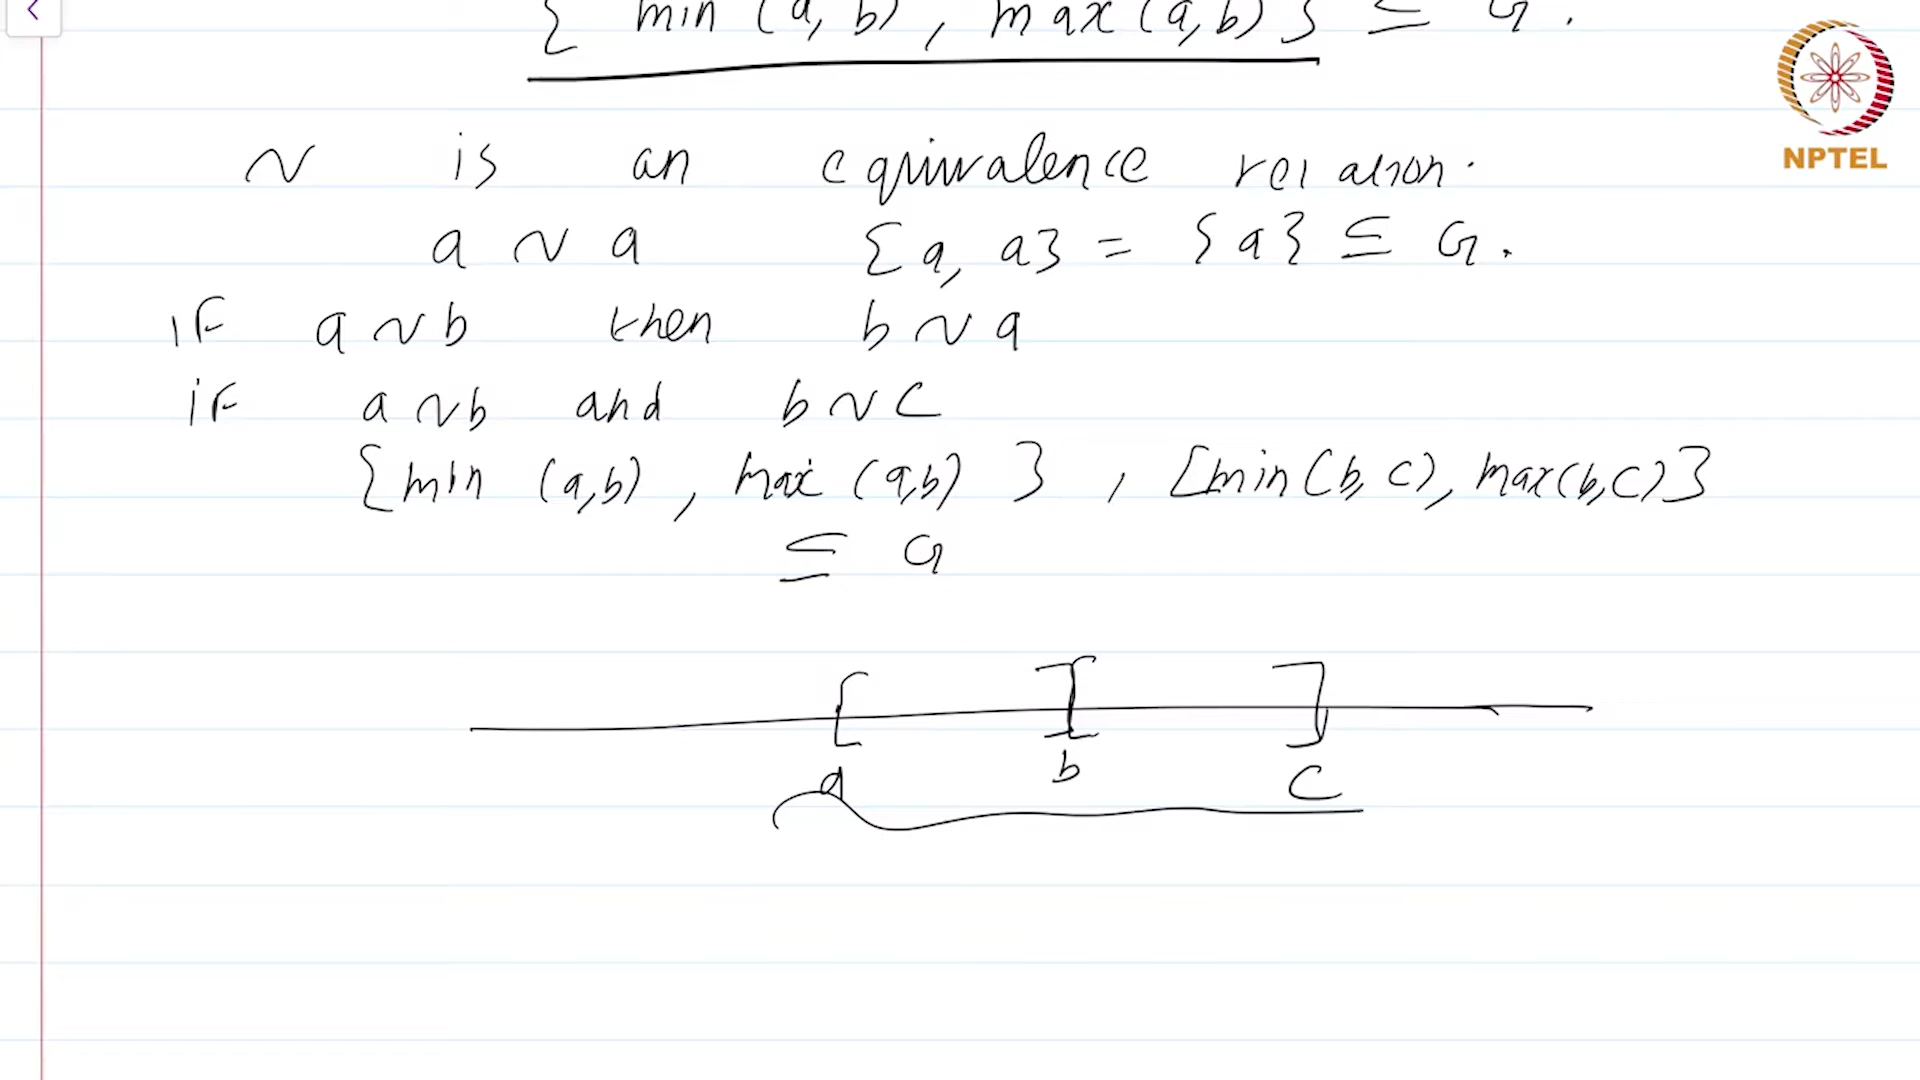 { min (a, b), max (a, b) } ⊆ G.
NPTEL
~ is an equivalence relation.
a ~ a {a, a} = {a} ⊆ G.
if a ~ b then b ~ a
if a ~ b and b ~ c
{min (a,b), max (a,b) }, [min(b, c), max(b,c)}
⊆ G
[ ][ ]
a b c